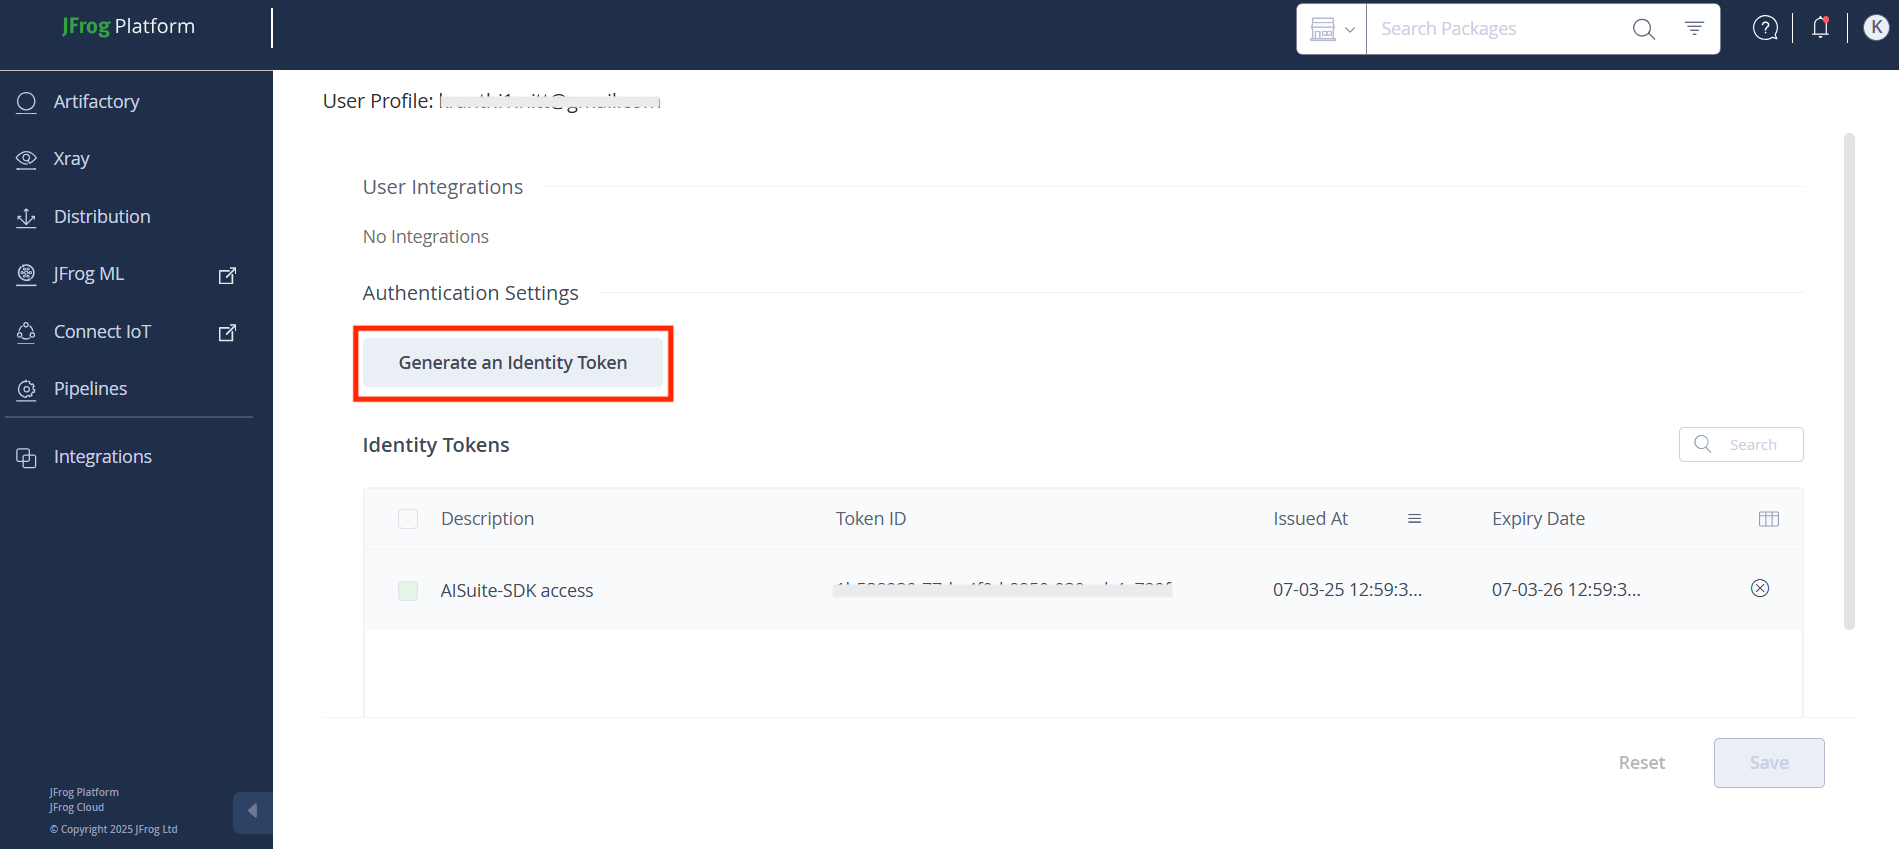 JFrog Platform
Search Packages
K
Artifactory
Xray
Distribution
JFrog ML
Connect IoT
Pipelines
Integrations
User Profile:
User Integrations
No Integrations
Authentication Settings
Generate an Identity Token
Identity Tokens
Search
Description Token ID Issued At Expiry Date
AISuite-SDK access 07-03-25 12:59:3... 07-03-26 12:59:3...
Reset Save
JFrog Platform
JFrog Cloud
© Copyright 2025 JFrog Ltd